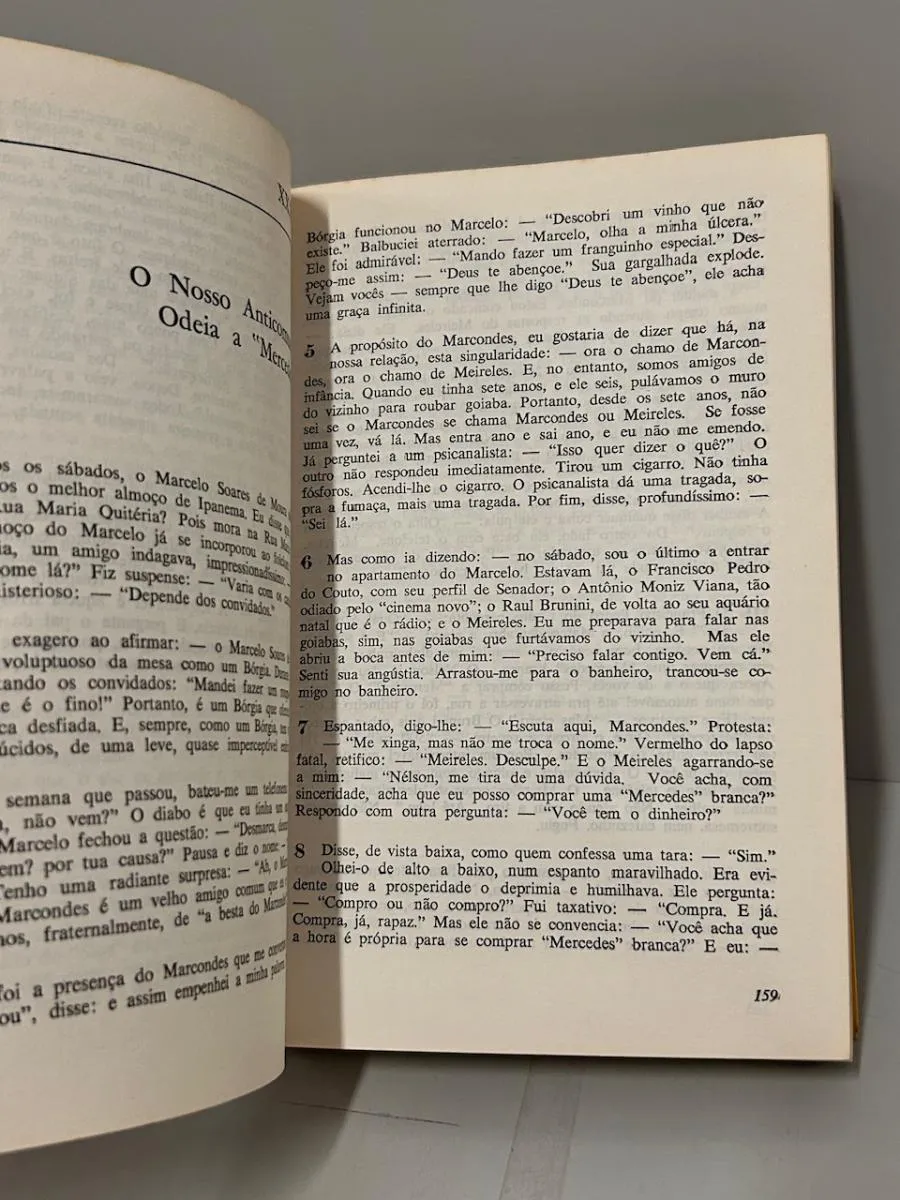 XX
O Nosso Antico
Odeia a "Merce
os os sábados, o Marcelo Soares de Moura
os o melhor almoço de Ipanema. Eu disse
Rua Maria Quitéria? Pois mora na Rua
moço do Marcelo já se incorporou ao
ia, um amigo indagava, impressionadíssimo: —
ome lá?" Fiz suspense: — "Varia com os
isterioso: — "Depende dos convidados."
exagero ao afirmar: — o Marcelo Soares
voluptuoso da mesa como um Bórgia.
tando os convidados: "Mandei fazer um
e é o fino!" Portanto, é um Bórgia que
ca desfiada. E, sempre, como um Bórgia,
úcidos, de uma leve, quase imperceptível
semana que passou, bateu-me um telefonem
a, não vem?" O diabo é que eu tinha um
Marcelo fechou a questão: — "Desmarca,
em? por tua causa?" Pausa e diz o nome —
Tenho uma radiante surpresa: — "Ah, o
Marcondes é um velho amigo comum que
nos, fraternalmente, de "a besta do Marcondes
foi a presença do Marcondes que me
ou", disse: e assim empenhei a minha
Bórgia funcionou no Marcelo: — "Descobri um vinho que não
existe." Balbuciei aterrado: — "Marcelo, olha a minha úlcera."
Ele foi admirável: — "Mando fazer um franguinho especial." Des-
peço-me assim: — "Deus te abençoe." Sua gargalhada explode.
Vejam vocês — sempre que lhe digo "Deus te abençoe", ele acha
uma graça infinita.
5 A propósito do Marcondes, eu gostaria de dizer que há, na
nossa relação, esta singularidade: — ora o chamo de Marcon-
des, ora o chamo de Meireles. E, no entanto, somos amigos de
infância. Quando eu tinha sete anos, e ele seis, pulávamos o muro
do vizinho para roubar goiaba. Portanto, desde os sete anos, não
sei se o Marcondes se chama Marcondes ou Meireles. Se fosse
uma vez, vá lá. Mas entra ano e sai ano, e eu não me emendo.
Já perguntei a um psicanalista: — "Isso quer dizer o quê?" O
outro não respondeu imediatamente. Tirou um cigarro. Não tinha
fósforos. Acendi-lhe o cigarro. O psicanalista dá uma tragada, so-
pra a fumaça, mais uma tragada. Por fim, disse, profundíssimo: —
"Sei lá."
6 Mas como ia dizendo: — no sábado, sou o último a entrar
no apartamento do Marcelo. Estavam lá, o Francisco Pedro
do Couto, com seu perfil de Senador; o Antônio Moniz Viana, tão
odiado pelo "cinema novo"; o Raul Brunini, de volta ao seu aquário
natal que é o rádio; e o Meireles. Eu me preparava para falar nas
goiabas, sim, nas goiabas que furtávamos do vizinho. Mas ele
abriu a boca antes de mim: — "Preciso falar contigo. Vem cá."
Senti sua angústia. Arrastou-me para o banheiro, trancou-se co-
migo no banheiro.
7 Espantado, digo-lhe: — "Escuta aqui, Marcondes." Protesta:
— "Me xinga, mas não me troca o nome." Vermelho do lapso
fatal, retifico: — "Meireles. Desculpe." E o Meireles agarrando-se
a mim: — "Nélson, me tira de uma dúvida. Você acha, com
sinceridade, acha que eu posso comprar uma "Mercedes" branca?"
Respondo com outra pergunta: — "Você tem o dinheiro?"
8 Disse, de vista baixa, como quem confessa uma tara: — "Sim."
Olhei-o de alto a baixo, num espanto maravilhado. Era evi-
dente que a prosperidade o deprimia e humilhava. Ele pergunta:
— "Compro ou não compro?" Fui taxativo: — "Compra. E já.
Compra, já, rapaz." Mas ele não se convencia: — "Você acha que
a hora é própria para se comprar "Mercedes" branca?" E eu: —
159